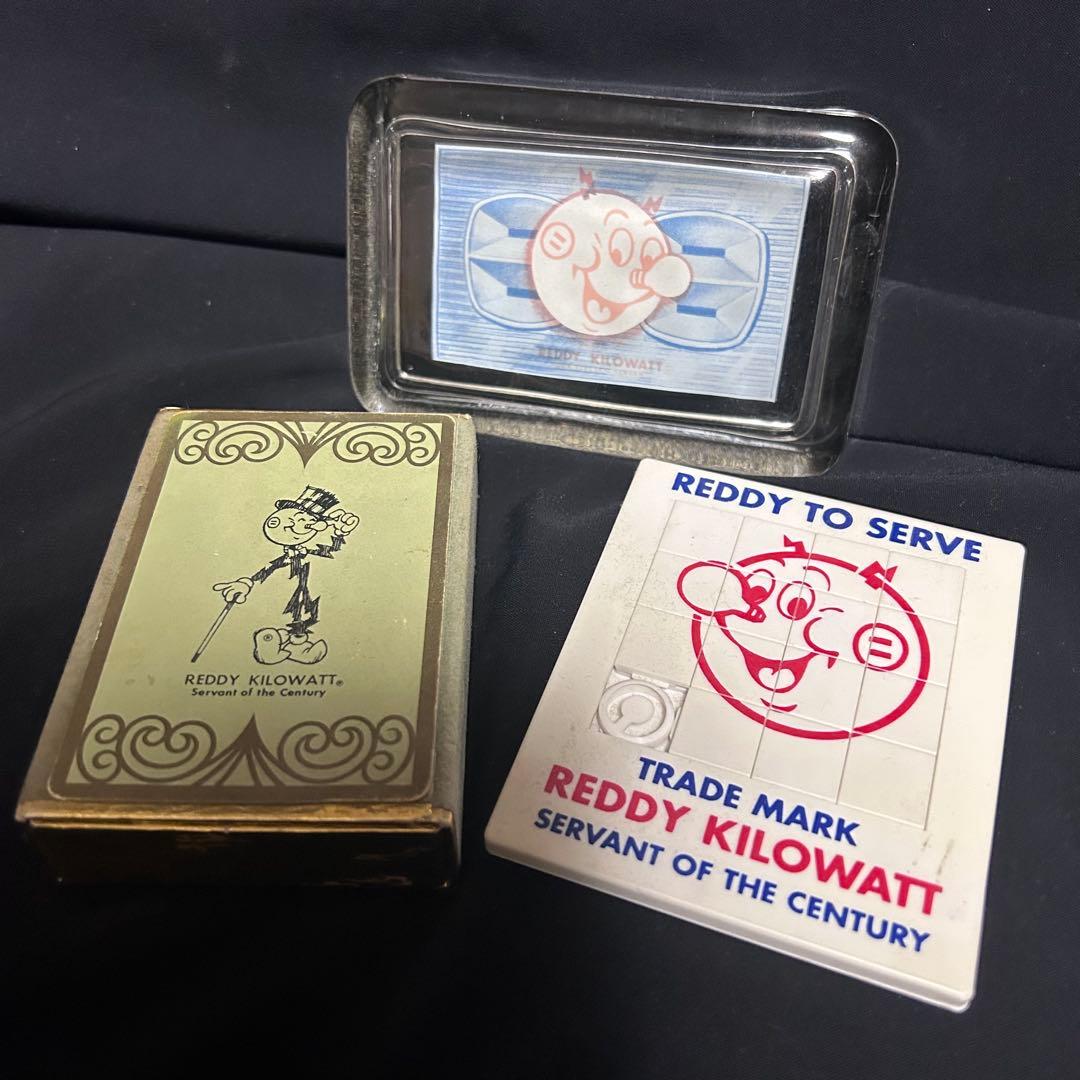 REDDY KILOWATT
REDDY KILOWATT®
Servant of the Century
REDDY TO SERVE
TRADE MARK
REDDY KILOWATT
SERVANT OF THE CENTURY